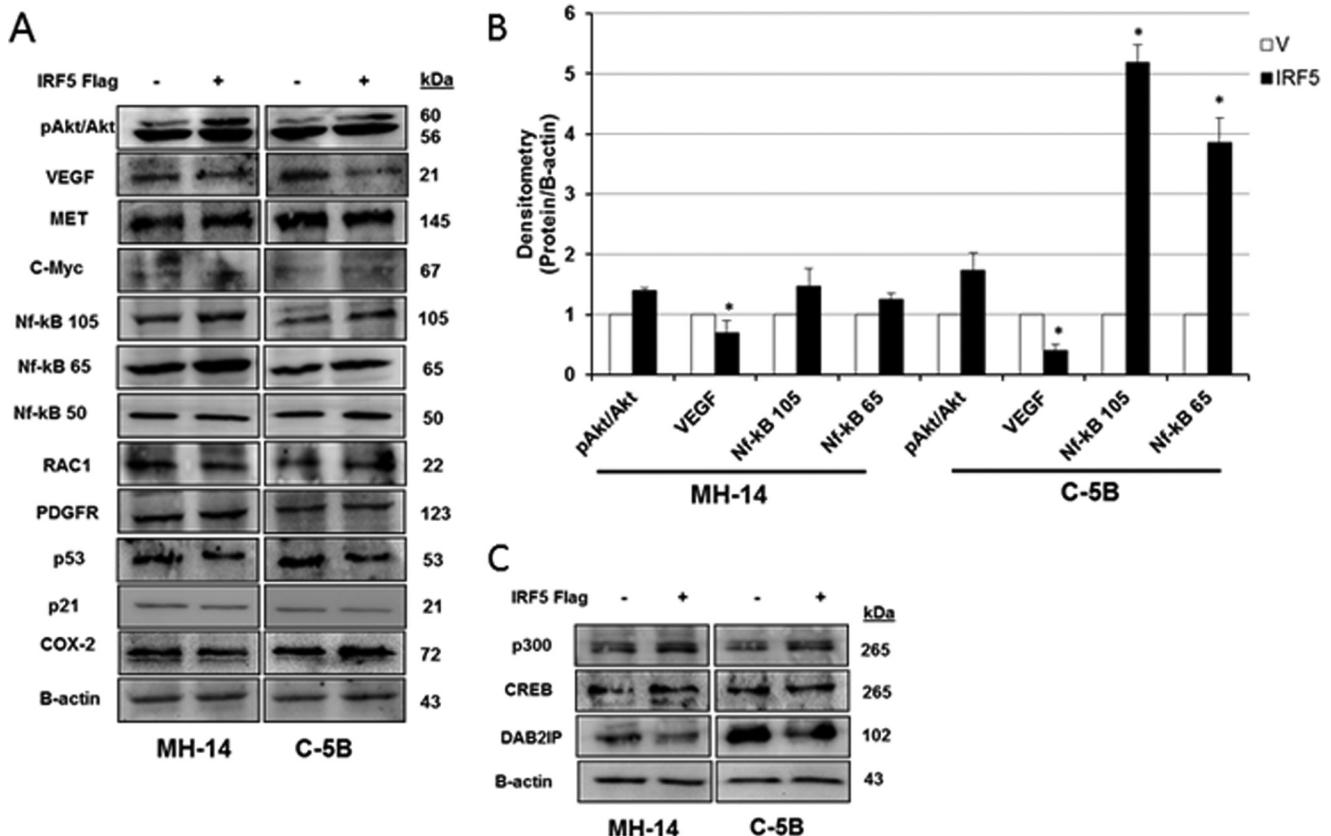 A
IRF5 Flag - + - + kDa
pAkt/Akt 60
56
VEGF 21
MET 145
C-Myc 67
Nf-kB 105 105
Nf-kB 65 65
Nf-kB 50 50
RAC1 22
PDGFR 123
p53 53
p21 21
COX-2 72
B-actin 43
MH-14 C-5B
B
Densitometry
(Protein/B-actin)
6
5
4
3
2
1
0
* * * *
V
IRF5
pAkt/Akt VEGF Nf-kB 105 Nf-kB 65 pAkt/Akt VEGF Nf-kB 105 Nf-kB 65
MH-14 C-5B
C
IRF5 Flag - + - + kDa
p300 265
CREB 265
DAB2IP 102
B-actin 43
MH-14 C-5B